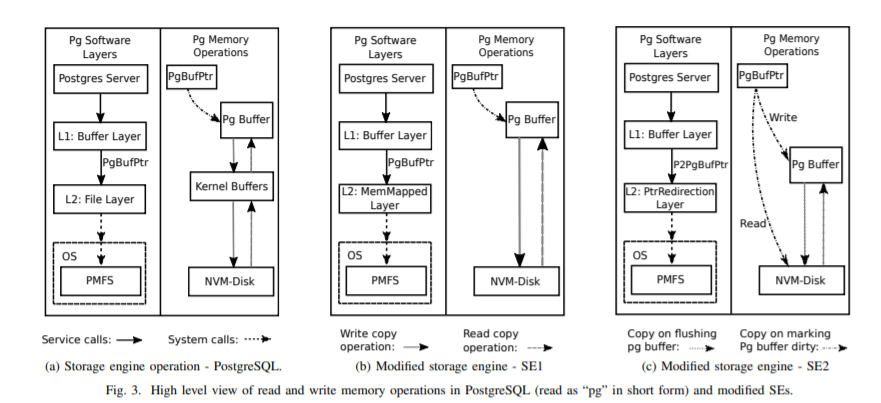 Pg Software
Layers
Postgres Server
L1: Buffer Layer
PgBufPtr
L2: File Layer
OS
PMFS
Pg Memory
Operations
PgBufPtr
Pg Buffer
Kernel Buffers
NVM-Disk
Service calls:
System calls:
(a) Storage engine operation - PostgreSQL.
Pg Software
Layers
Postgres Server
L1: Buffer Layer
PgBufPtr
L2: MemMapped
Layer
OS
PMFS
Pg Memory
Operations
PgBufPtr
Pg Buffer
NVM-Disk
Write copy
operation:
Read copy
operation:
(b) Modified storage engine - SE1
Pg Software
Layers
Postgres Server
L1: Buffer Layer
P2PgBufPtr
L2: PtrRedirection
Layer
OS
PMFS
Pg Memory
Operations
PgBufPtr
Write
Pg Buffer
Read
NVM-Disk
Copy on flushing
pg buffer:
Copy on marking
Pg buffer dirty:
(c) Modified storage engine - SE2
Fig. 3. High level view of read and write memory operations in PostgreSQL (read as “pg” in short form) and modified SEs.